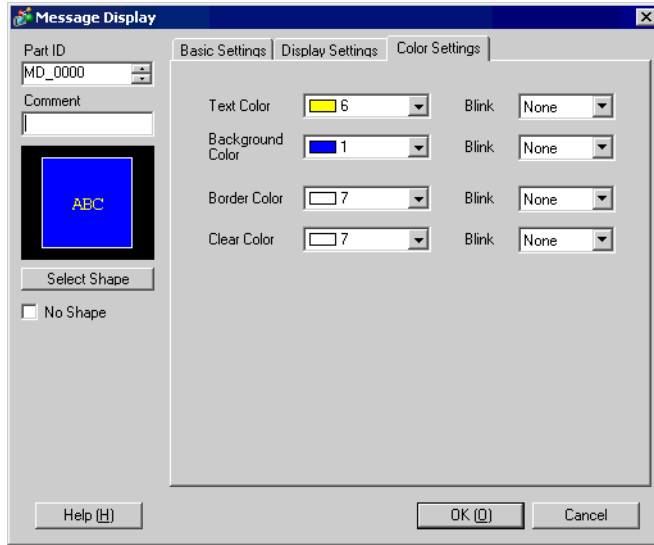 Message Display
Part ID
MD_0000
Comment
ABC
Select Shape
No Shape
Basic Settings
Display Settings
Color Settings
Text Color 6 Blink None
Background
Color 1 Blink None
Border Color 7 Blink None
Clear Color 7 Blink None
Help (H)
OK (O)
Cancel